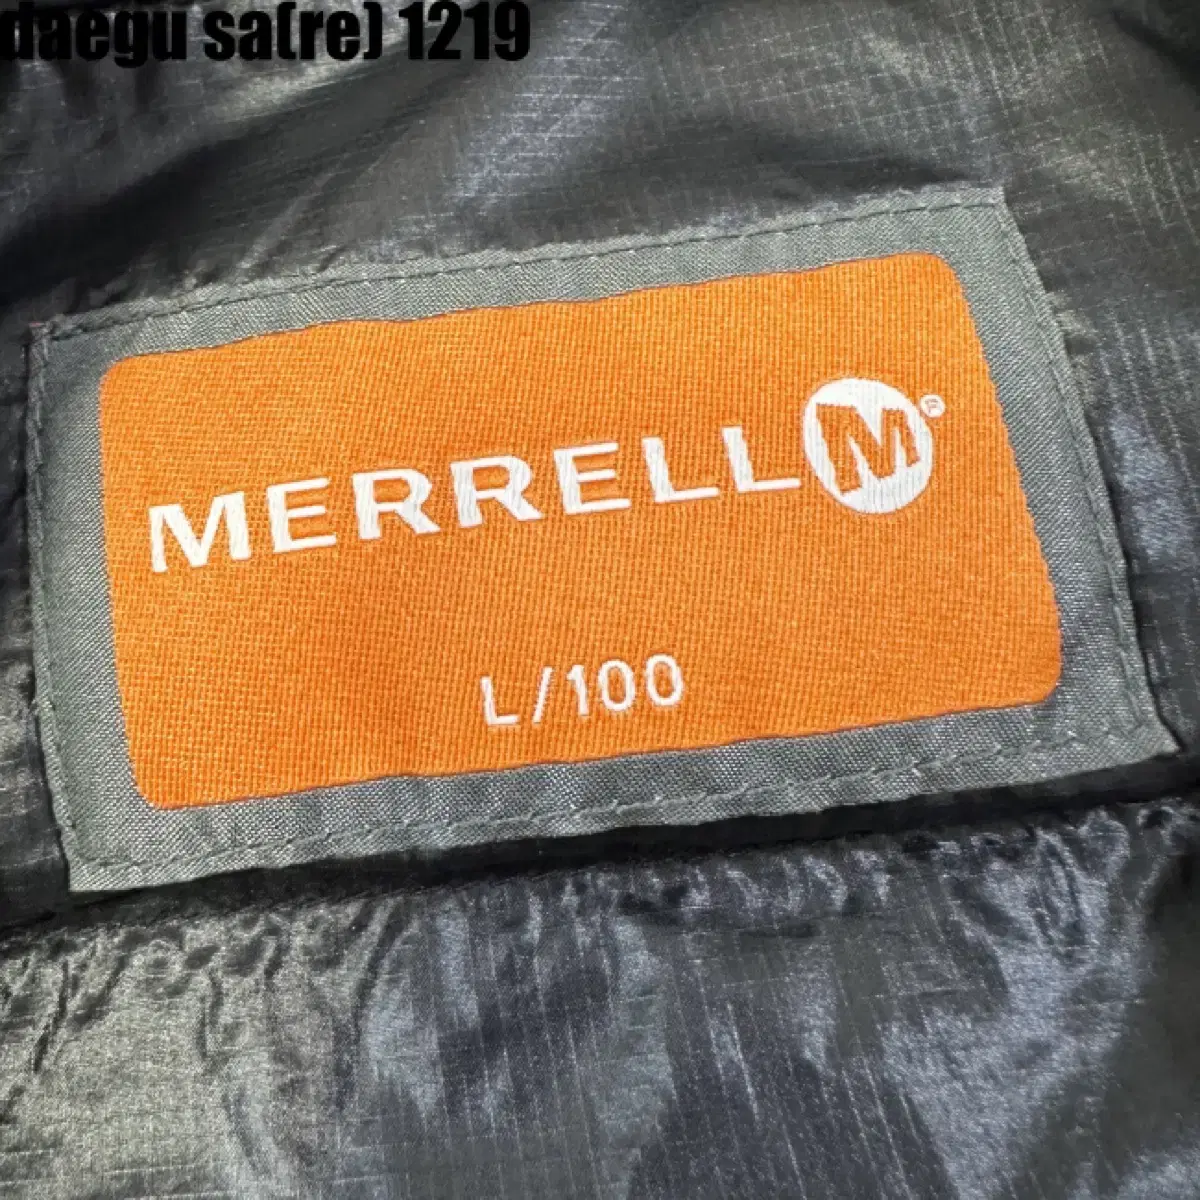 daegu sa(re) 1219
MERRELL M®
L/100